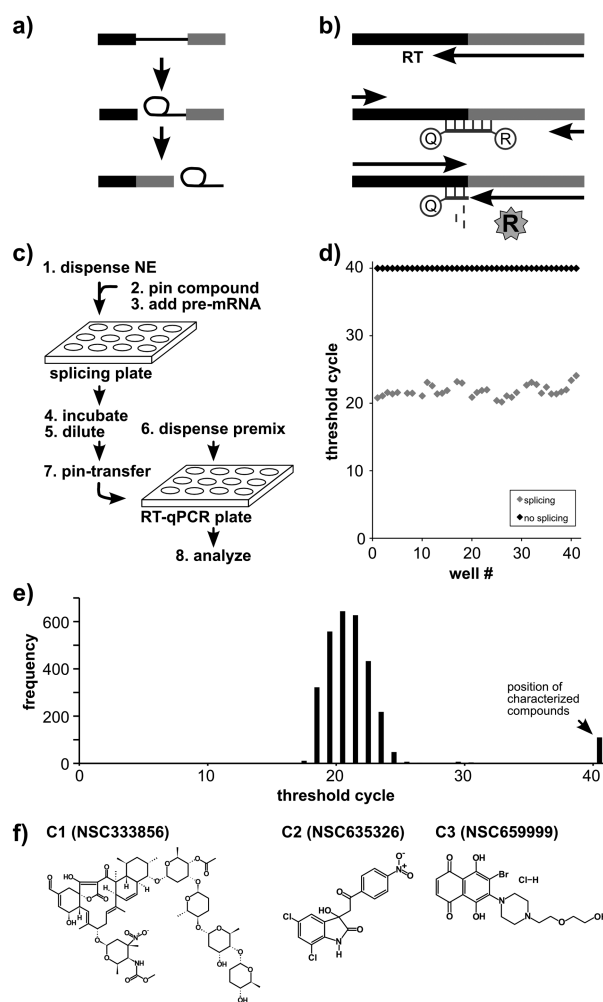 a)
b)
RT
Q
R
Q
R
c)
1. dispense NE
2. pin compound
3. add pre-mRNA
splicing plate
4. incubate
5. dilute
6. dispense premix
7. pin-transfer
RT-qPCR plate
8. analyze
d)
threshold cycle
40
30
20
10
0
0
10
20
30
40
well #
splicing
no splicing
e)
frequency
600
400
200
0
0
10
20
30
40
threshold cycle
position of
characterized
compounds
f)
C1 (NSC333856)
C2 (NSC635326)
C3 (NSC659999)
Cl
Cl
HO
O
O
N
H
N⁺
O⁻
O
O
OH
Br
Cl–H
O
OH
N
N
O